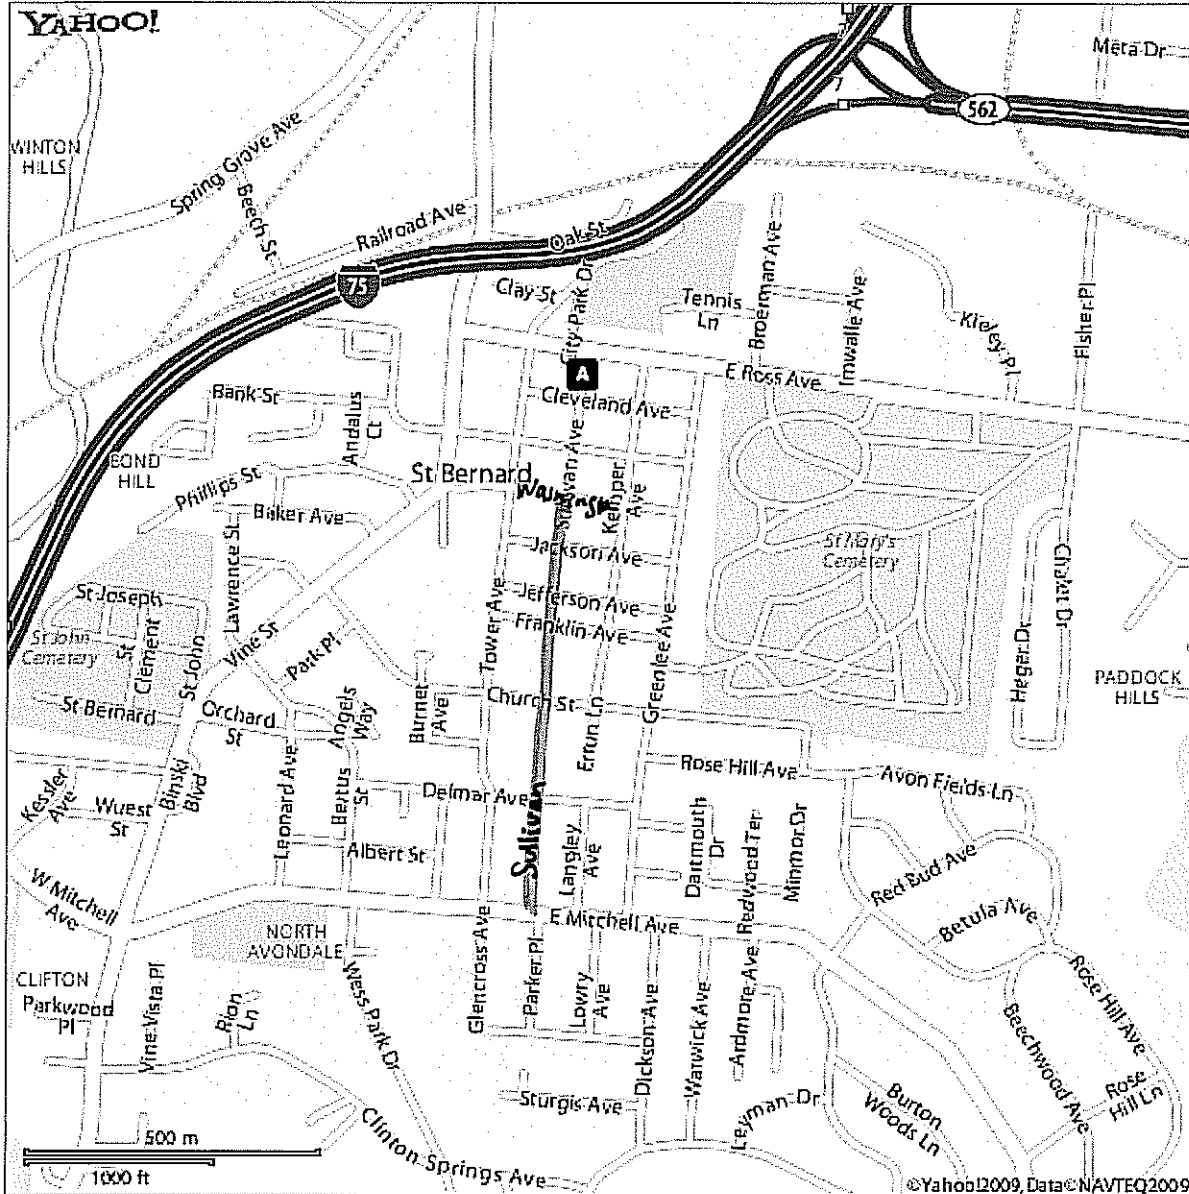 YAHOO!
Meta Dr
562
7
WINTON
HILLS
Spring Grove Ave
Beech St
Railroad Ave
Oak St
75
Clay St
City Park Dr
Tennis
Ln
Broerman Ave
Imwalle Ave
Kieley Pl
Fisher Pl
A
E Ross Ave
Cleveland Ave
Bank St
Andalus
Ct
BOND
HILL
Phillips St
St Bernard
Sullivan Ave
Kemper
Ave
Baker Ave
Jackson Ave
St Mary's
Cemetery
Lawrence St
St Joseph
Jefferson Ave
Franklin Ave
Tower Ave
Greenlee Ave
Chalet Dr
Heger Dr
St John
Cemetery
St
Clement
St John
Vine St
Park Pl
PADDOCK
HILLS
St Bernard
Orchard
St
Angels
Way
Burnet
Ave
Church St
Errun Ln
Rose Hill Ave
Avon Fields Ln
Kessler
Ave
Wuest
St
Binski
Blvd
Leonard Ave
Bertus
St
Delmar Ave
Sullivan
Albert St
Langley
Ave
Dartmouth
Dr
Redwood Ter
Minmor Dr
Red Bud Ave
W Mitchell
Ave
E Mitchell Ave
Betula Ave
NORTH
AVONDALE
Glencross Ave
Parker Pl
Lowry
Ave
Dickson Ave
Warwick Ave
Ardmore Ave
Rose Hill Ave
CLIFTON
Parkwood
Pl
Vine Vista Pl
Rion
Ln
Wess Park Dr
Beechwood Ave
Rose
Hill Ln
Sturgis Ave
Leyman Dr
Burton
Woods Ln
Clinton Springs Ave
500 m
1000 ft
©Yahoo!2009, Data©NAVTEQ2009